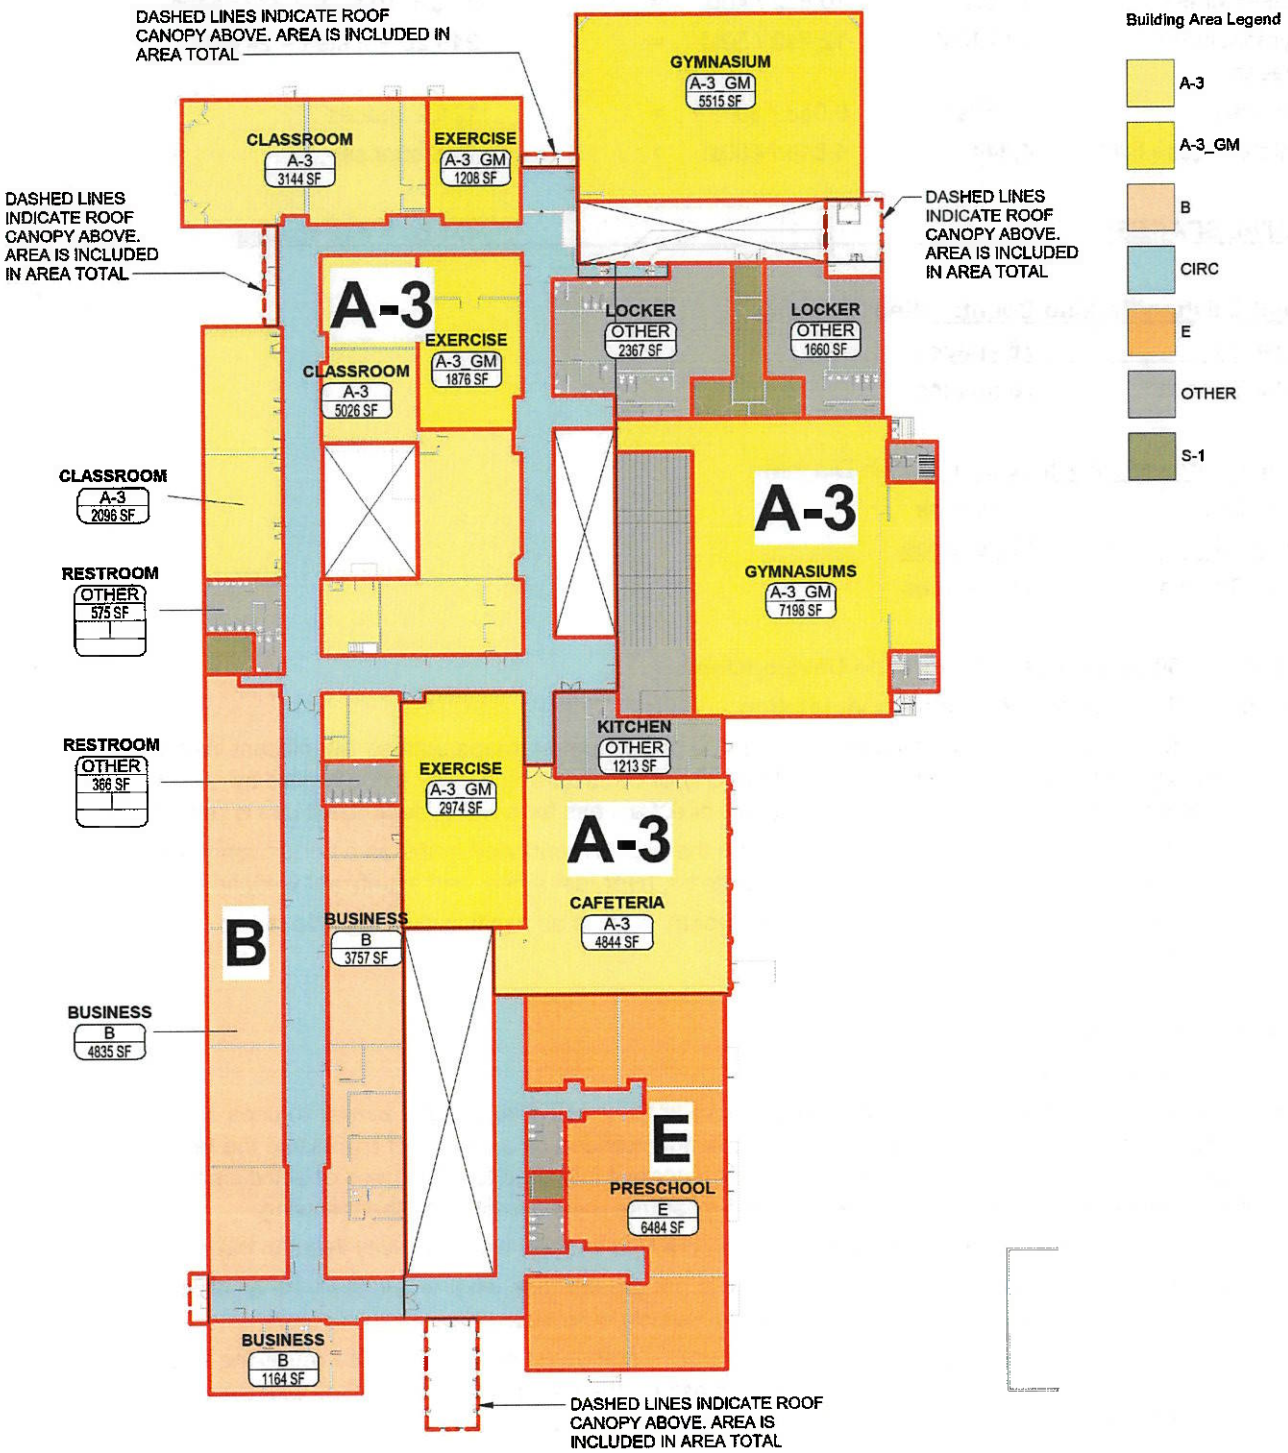 DASHED LINES INDICATE ROOF
CANOPY ABOVE. AREA IS INCLUDED IN
AREA TOTAL
Building Area Legend
A-3
A-3_GM
B
CIRC
E
OTHER
S-1
GYMNASIUM
A-3_GM
5515 SF
CLASSROOM
A-3
3144 SF
EXERCISE
A-3_GM
1208 SF
DASHED LINES
INDICATE ROOF
CANOPY ABOVE.
AREA IS INCLUDED
IN AREA TOTAL
DASHED LINES
INDICATE ROOF
CANOPY ABOVE.
AREA IS INCLUDED
IN AREA TOTAL
A-3
EXERCISE
A-3_GM
1876 SF
CLASSROOM
A-3
5026 SF
LOCKER
OTHER
2367 SF
LOCKER
OTHER
1660 SF
CLASSROOM
A-3
2096 SF
A-3
GYMNASIUMS
A-3_GM
7198 SF
RESTROOM
OTHER
575 SF
RESTROOM
OTHER
366 SF
KITCHEN
OTHER
1213 SF
EXERCISE
A-3_GM
2974 SF
A-3
CAFETERIA
A-3
4844 SF
B
BUSINESS
B
3757 SF
BUSINESS
B
4835 SF
E
PRESCHOOL
E
6484 SF
BUSINESS
B
1164 SF
DASHED LINES INDICATE ROOF
CANOPY ABOVE. AREA IS
INCLUDED IN AREA TOTAL